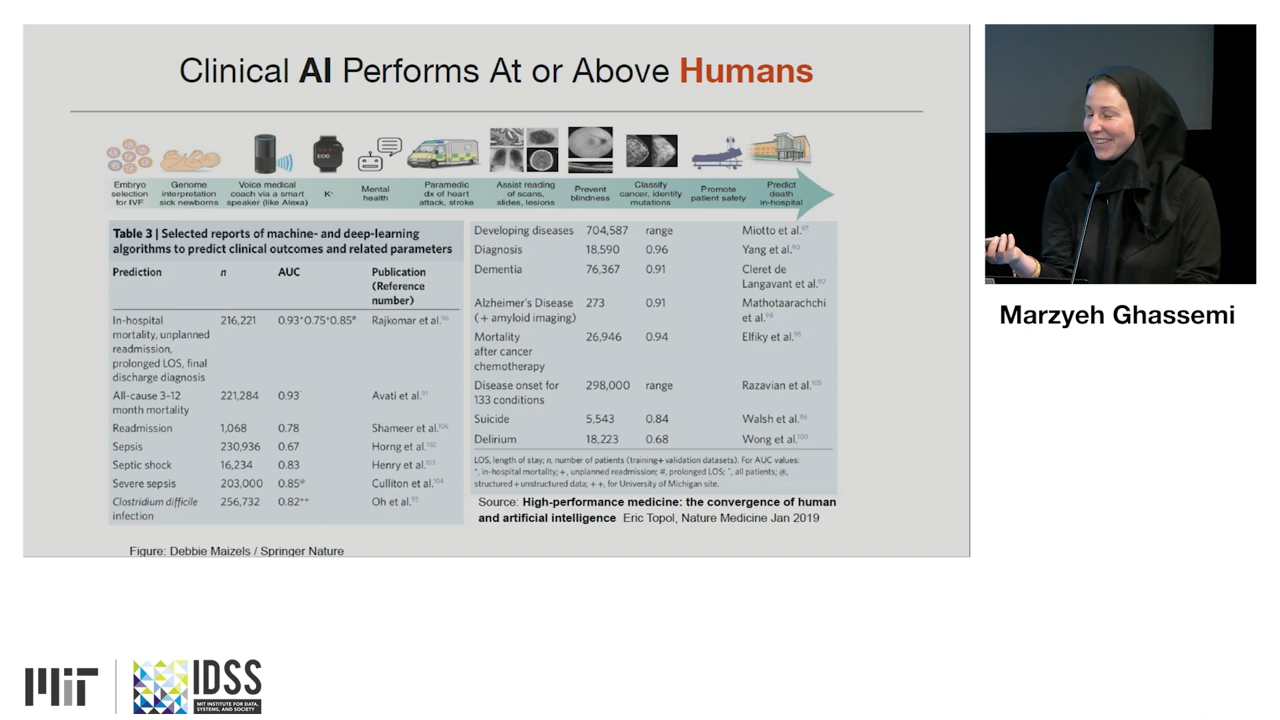 Clinical AI Performs At or Above Humans
Embryo
selection
for IVF
Genome
interpretation
sick newborns
Voice medical
coach via a smart
speaker (like Alexa)
K+
Mental
health
Paramedic
dx of heart
attack, stroke
Assist reading
of scans,
slides, lesions
Prevent
blindness
Classify
cancer, identify
mutations
Promote
patient safety
Predict
death
in-hospital
Table 3 | Selected reports of machine- and deep-learning
algorithms to predict clinical outcomes and related parameters
Prediction n AUC Publication
(Reference
number)
In-hospital 216,221 0.93*0.75+0.85# Rajkomar et al.96
mortality, unplanned
readmission,
prolonged LOS, final
discharge diagnosis
All-cause 3–12 221,284 0.93^ Avati et al.91
month mortality
Readmission 1,068 0.78 Shameer et al.106
Sepsis 230,936 0.67 Horng et al.102
Septic shock 16,234 0.83 Henry et al.103
Severe sepsis 203,000 0.85@ Culliton et al.104
Clostridium difficile 256,732 0.82++ Oh et al.93
infection
Developing diseases 704,587 range Miotto et al.97
Diagnosis 18,590 0.96 Yang et al.90
Dementia 76,367 0.91 Cleret de
Langavant et al.92
Alzheimer's Disease 273 0.91 Mathotaarachchi
(+ amyloid imaging) et al.98
Mortality 26,946 0.94 Elfiky et al.95
after cancer
chemotherapy
Disease onset for 298,000 range Razavian et al.105
133 conditions
Suicide 5,543 0.84 Walsh et al.86
Delirium 18,223 0.68 Wong et al.100
LOS, length of stay; n, number of patients (training+ validation datasets). For AUC values:
*, in-hospital mortality; +, unplanned readmission; #, prolonged LOS; ^, all patients; @,
structured+unstructured data; ++, for University of Michigan site.
Source: High-performance medicine: the convergence of human
and artificial intelligence Eric Topol, Nature Medicine Jan 2019
Figure: Debbie Maizels / Springer Nature
Marzyeh Ghassemi
MIT
IDSS
MIT INSTITUTE FOR DATA,
SYSTEMS, AND SOCIETY